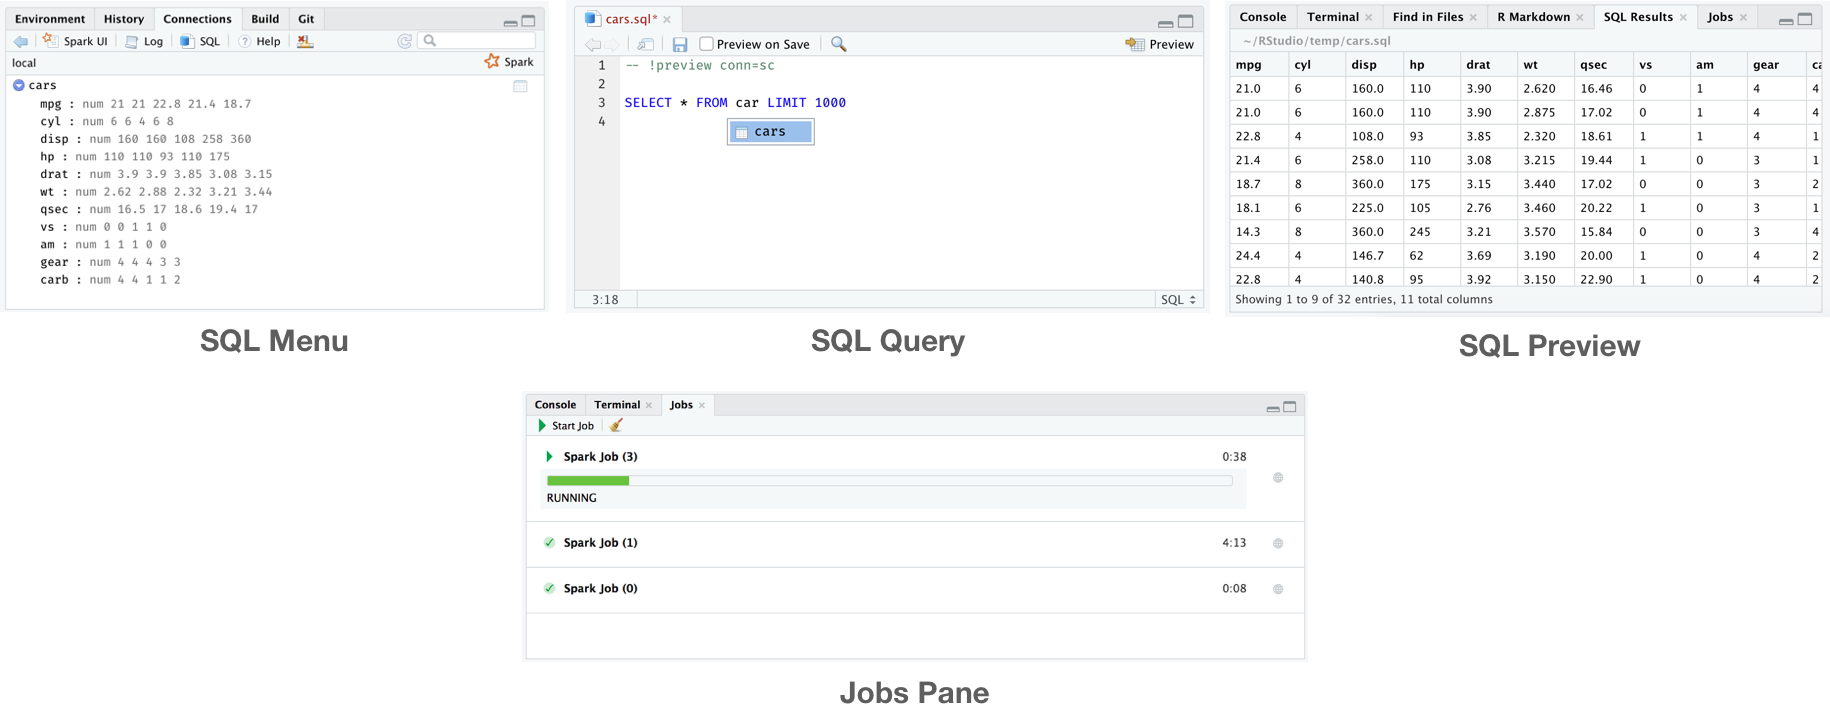 Environment History Connections Build Git
Spark UI Log SQL ? Help
local Spark
cars
mpg : num 21 21 22.8 21.4 18.7
cyl : num 6 6 4 6 8
disp : num 160 160 108 258 360
hp : num 110 110 93 110 175
drat : num 3.9 3.9 3.85 3.08 3.15
wt : num 2.62 2.88 2.32 3.21 3.44
qsec : num 16.5 17 18.6 19.4 17
vs : num 0 0 1 1 0
am : num 1 1 1 0 0
gear : num 4 4 4 3 3
carb : num 4 4 1 1 2
SQL Menu
cars.sql*
Preview on Save Preview
1 -- !preview conn=sc
2
3 SELECT * FROM car LIMIT 1000
4
cars
3:18 SQL
SQL Query
Console Terminal Find in Files R Markdown SQL Results Jobs
~/RStudio/temp/cars.sql
mpg cyl disp hp drat wt qsec vs am gear ca
21.0 6 160.0 110 3.90 2.620 16.46 0 1 4 4
21.0 6 160.0 110 3.90 2.875 17.02 0 1 4 4
22.8 4 108.0 93 3.85 2.320 18.61 1 1 4 1
21.4 6 258.0 110 3.08 3.215 19.44 1 0 3 1
18.7 8 360.0 175 3.15 3.440 17.02 0 0 3 2
18.1 6 225.0 105 2.76 3.460 20.22 1 0 3 1
14.3 8 360.0 245 3.21 3.570 15.84 0 0 3 4
24.4 4 146.7 62 3.69 3.190 20.00 1 0 4 2
22.8 4 140.8 95 3.92 3.150 22.90 1 0 4 2
Showing 1 to 9 of 32 entries, 11 total columns
SQL Preview
Console Terminal Jobs
Start Job
Spark Job (3) 0:38
RUNNING
Spark Job (1) 4:13
Spark Job (0) 0:08
Jobs Pane